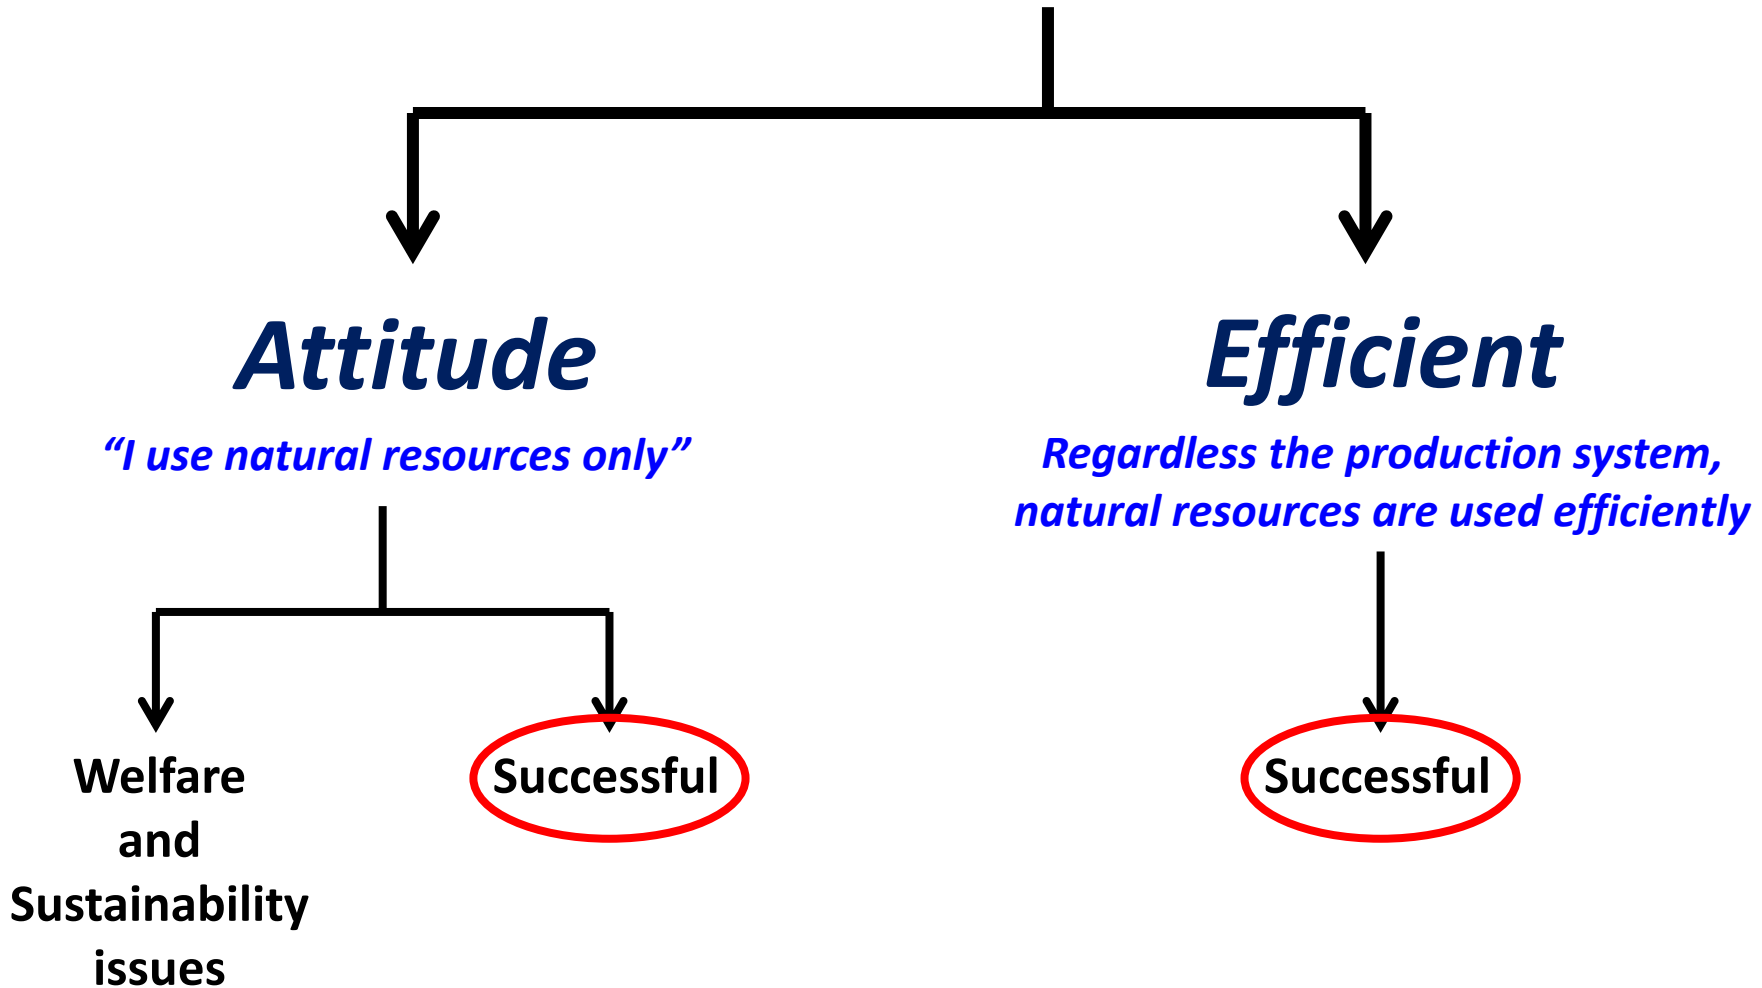 Attitude
“I use natural resources only”
Efficient
Regardless the production system,
natural resources are used efficiently
Welfare
and
Sustainability
issues
Successful
Successful